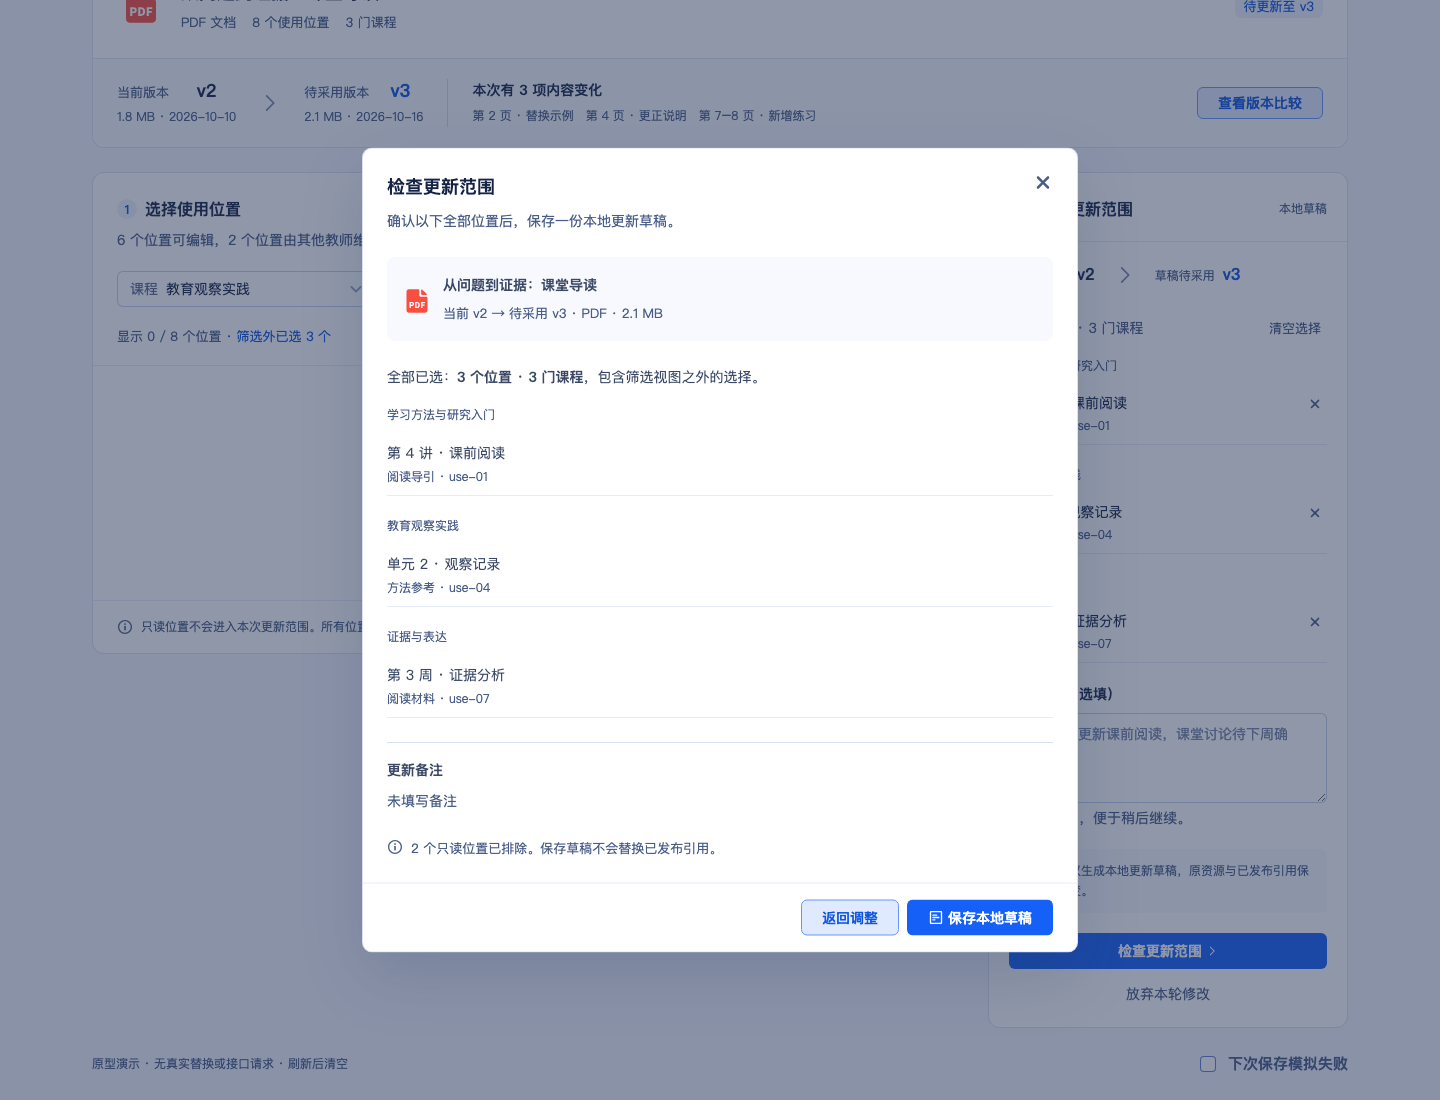 PDF
PDF 文档 8 个使用位置 3 门课程
待更新至 v3
当前版本 v2
1.8 MB · 2026-10-10
待采用版本 v3
2.1 MB · 2026-10-16
本次有 3 项内容变化
第 2 页 · 替换示例 第 4 页 · 更正说明 第 7–8 页 · 新增练习
查看版本比较
1 选择使用位置
6 个位置可编辑，2 个位置由其他教师
课程 教育观察实践
显示 0 / 8 个位置 · 筛选外已选 3 个
只读位置不会进入本次更新范围。所有位
检查更新范围
确认以下全部位置后，保存一份本地更新草稿。
PDF
从问题到证据：课堂导读
当前 v2 → 待采用 v3 · PDF · 2.1 MB
全部已选：3 个位置 · 3 门课程，包含筛选视图之外的选择。
学习方法与研究入门
第 4 讲 · 课前阅读
阅读导引 · use-01
教育观察实践
单元 2 · 观察记录
方法参考 · use-04
证据与表达
第 3 周 · 证据分析
阅读材料 · use-07
更新备注
未填写备注
2 个只读位置已排除。保存草稿不会替换已发布引用。
返回调整
保存本地草稿
更新范围
本地草稿
v2
草稿待采用 v3
· 3 门课程
清空选择
究入门
课前阅读
se-01
观察记录
se-04
证据分析
se-07
选填）
更新课前阅读，课堂讨论待下周确
，便于稍后继续。
生成本地更新草稿，原资源与已发布引用保
。
检查更新范围
放弃本轮修改
原型演示 · 无真实替换或接口请求 · 刷新后清空
下次保存模拟失败